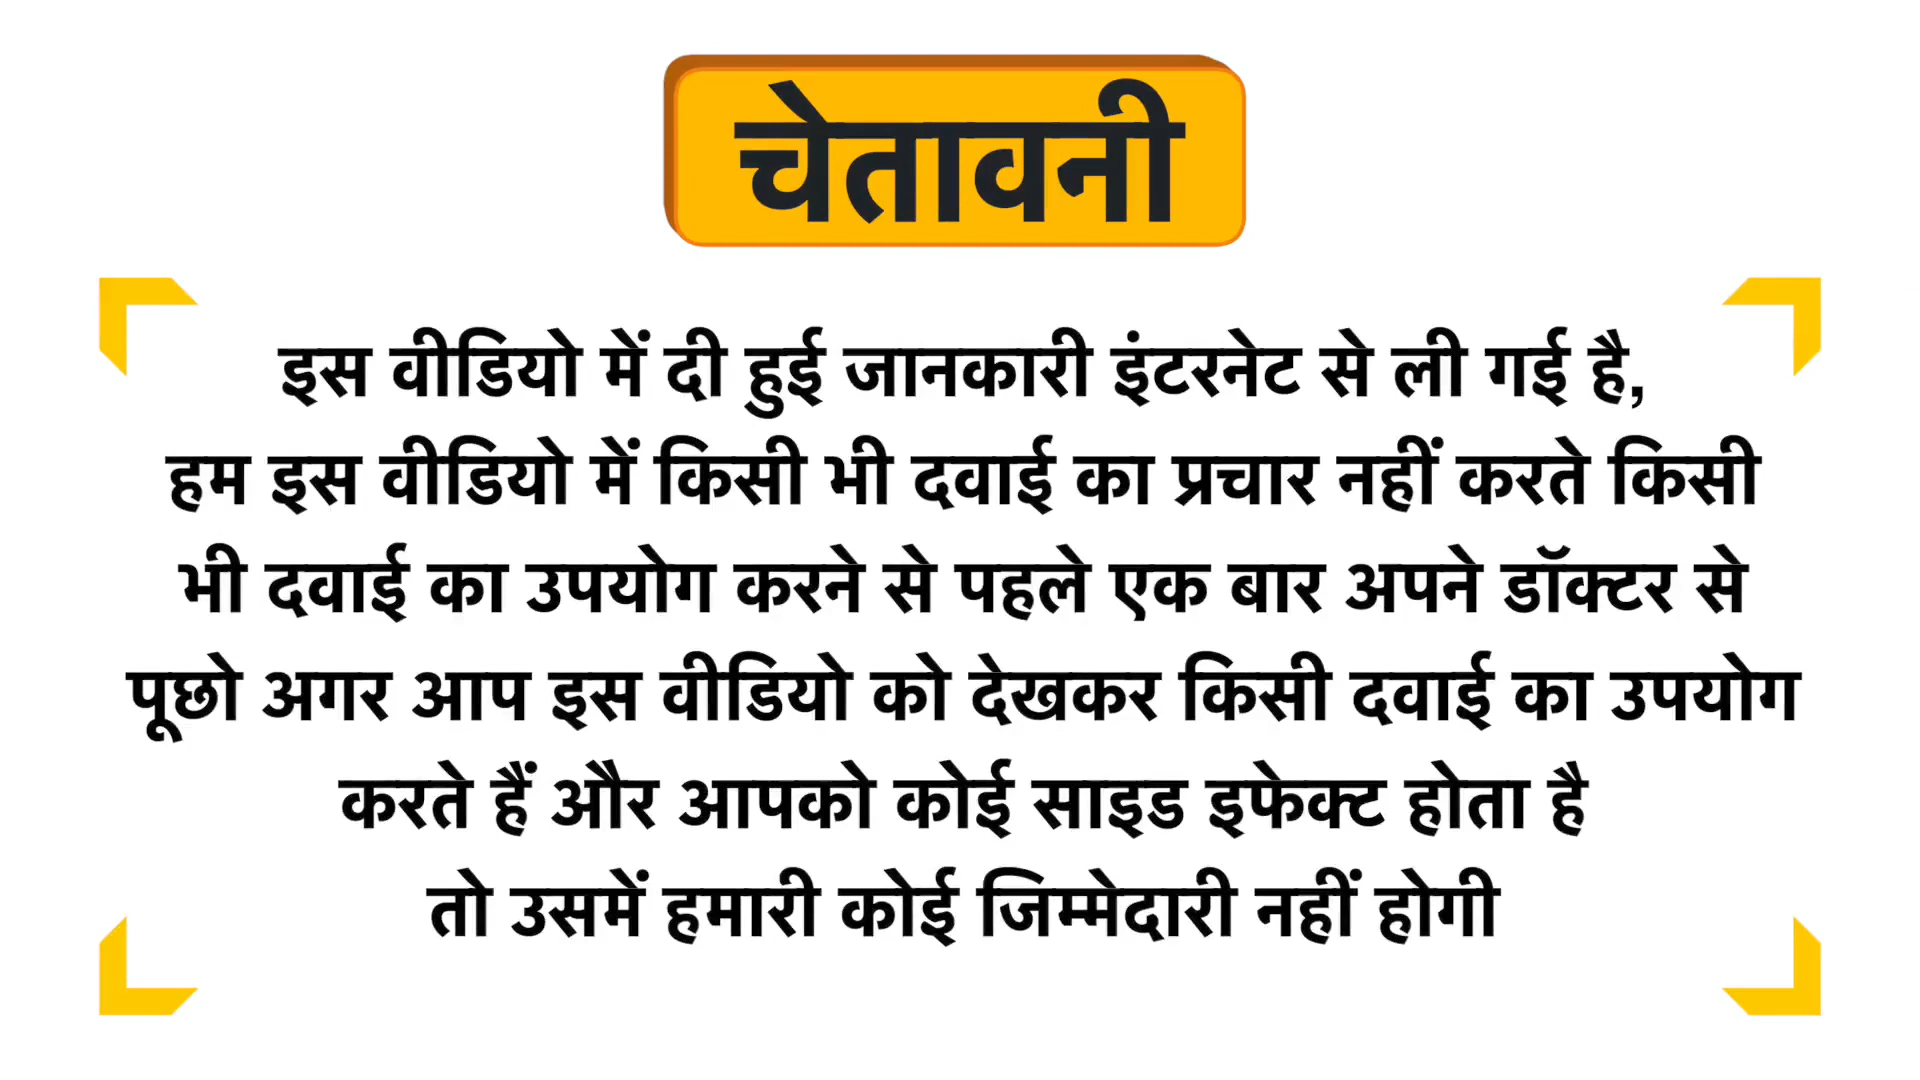 चेतावनी
इस वीडियो में दी हुई जानकारी इंटरनेट से ली गई है,
हम इस वीडियो में किसी भी दवाई का प्रचार नहीं करते किसी
भी दवाई का उपयोग करने से पहले एक बार अपने डॉक्टर से
पूछो अगर आप इस वीडियो को देखकर किसी दवाई का उपयोग
करते हैं और आपको कोई साइड इफेक्ट होता है
तो उसमें हमारी कोई जिम्मेदारी नहीं होगी